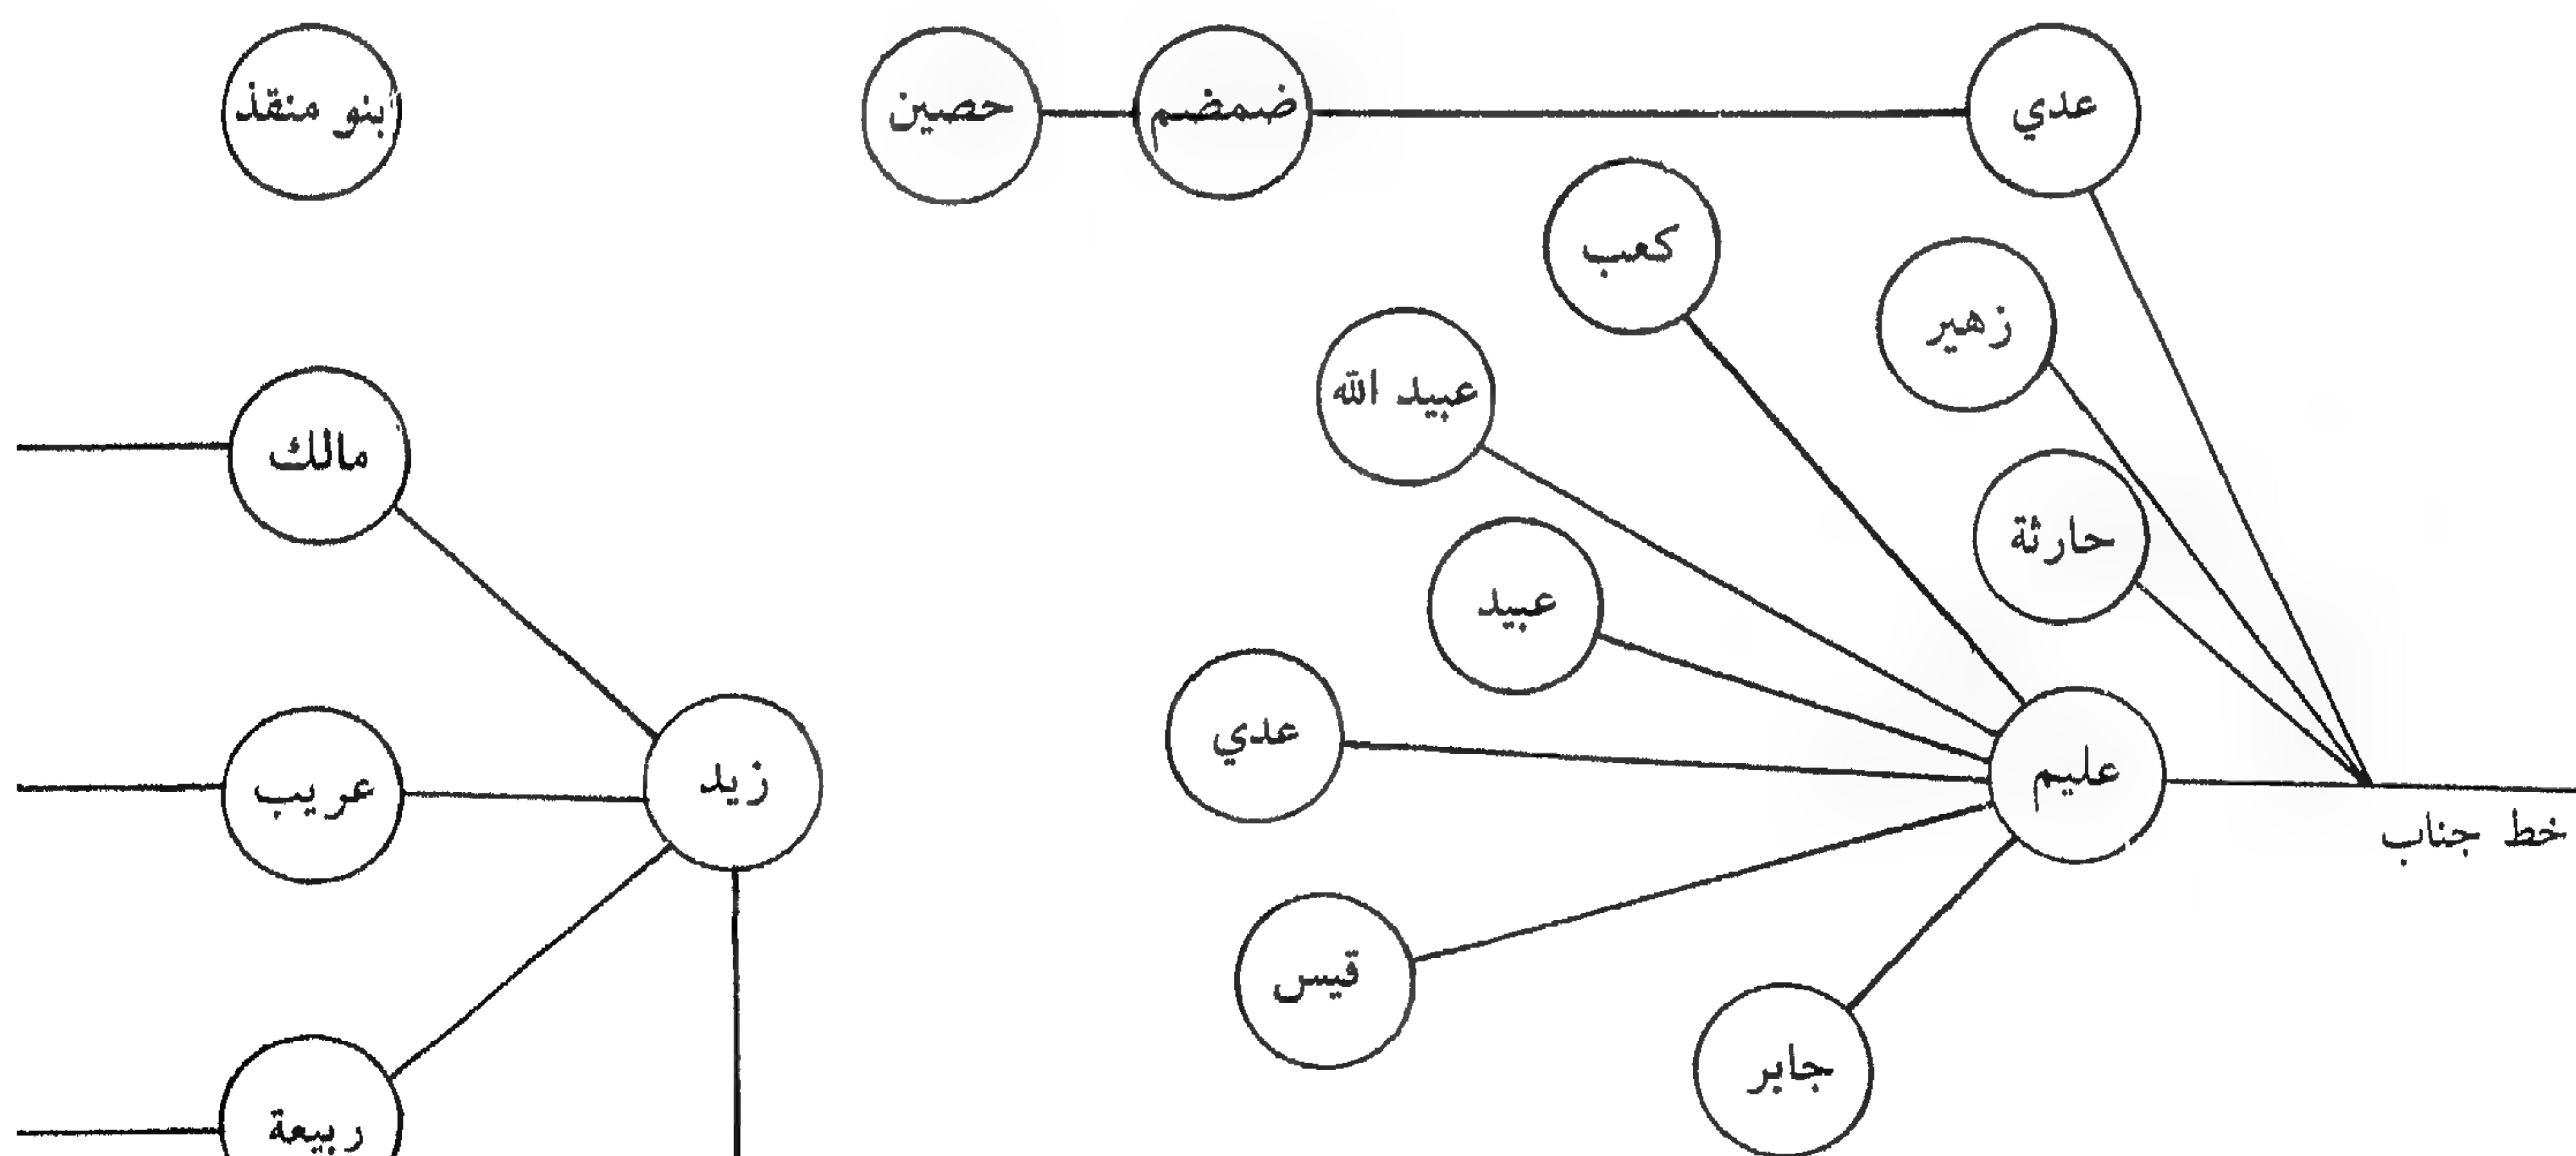 عدي
ضمضم
حصين
بنو منقذ
كعب
زهير
عبيد الله
مالك
حارثة
عبيد
عدي
عليم
زيد
عريب
خط جناب
قيس
جابر
ربيعة